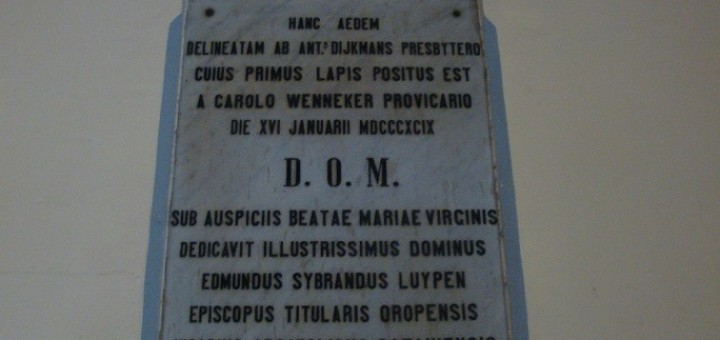 HANC AEDEM
DELINEATAM AB ANT.º DIJKMANS PRESBYTERO
CUIUS PRIMUS LAPIS POSITUS EST
A CAROLO WENNEKER PROVICARIO
DIE XVI JANUARII MDCCCXCIX
D. O. M.
SUB AUSPICIIS BEATAE MARIAE VIRGINIS
DEDICAVIT ILLUSTRISSIMUS DOMINUS
EDMUNDUS SYBRANDUS LUYPEN
EPISCOPUS TITULARIS OROPENSIS